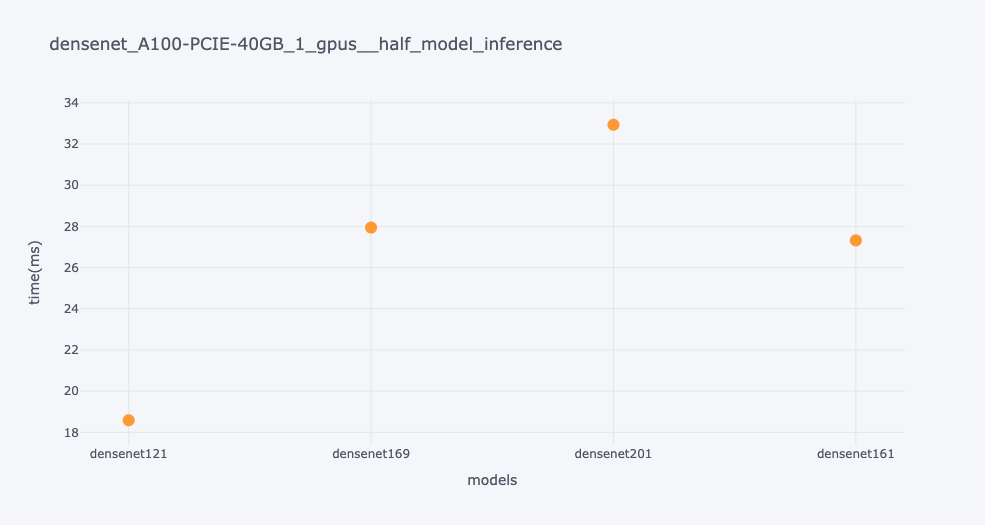 densenet_A100-PCIE-40GB_1_gpus__half_model_inference
34
32
30
28
26
24
22
20
18
time(ms)
densenet121 densenet169 densenet201 densenet161
models